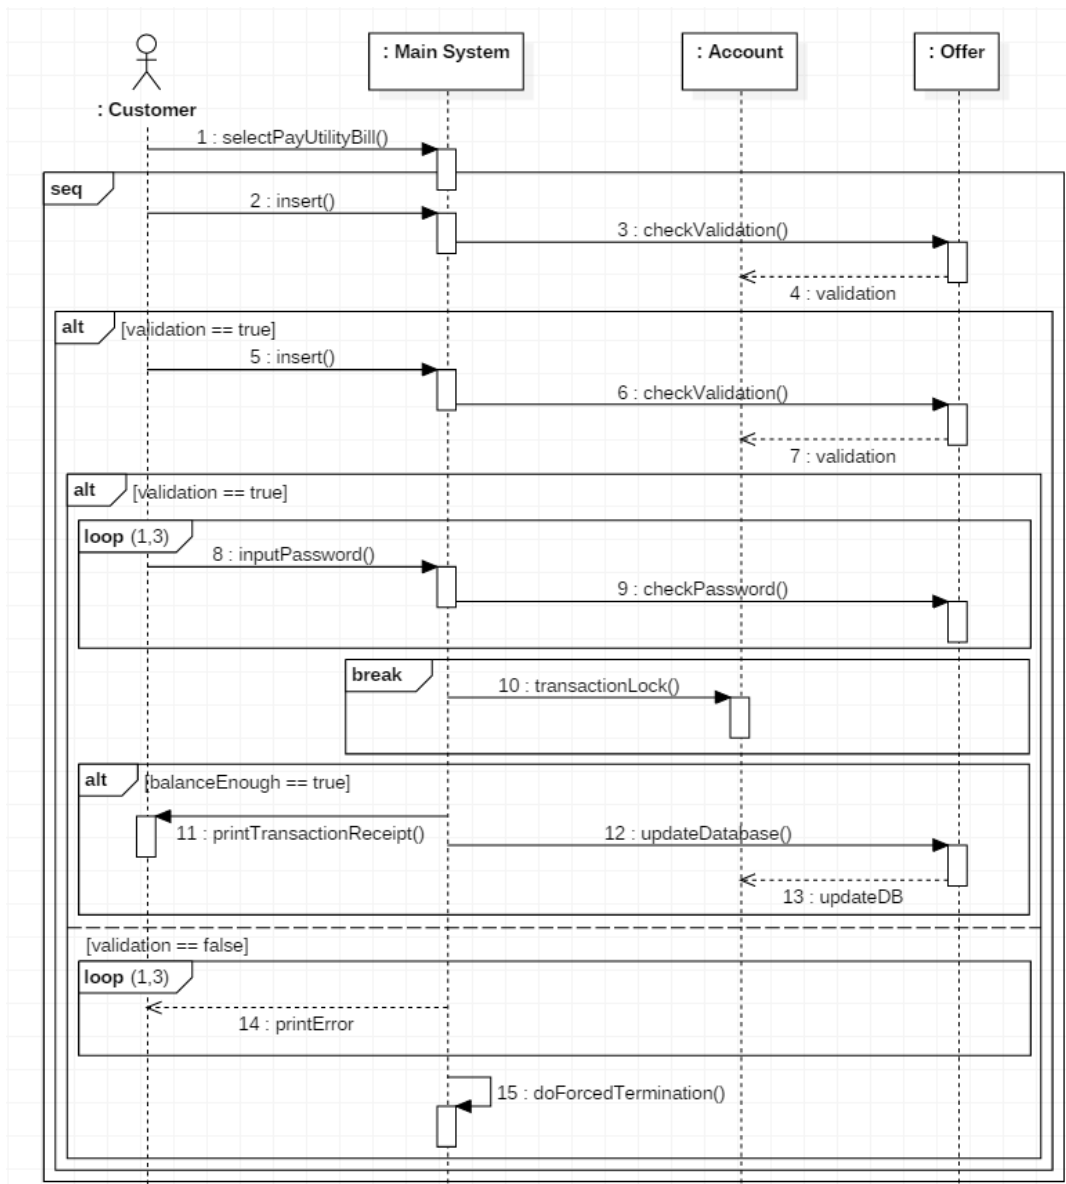 : Main System
: Account
: Offer
: Customer
1 : selectPayUtilityBill()
seq
2 : insert()
3 : checkValidation()
4 : validation
alt [validation == true]
5 : insert()
6 : checkValidation()
7 : validation
alt [validation == true]
loop (1,3)
8 : inputPassword()
9 : checkPassword()
break
10 : transactionLock()
alt [balanceEnough == true]
11 : printTransactionReceipt()
12 : updateDatabase()
13 : updateDB
[validation == false]
loop (1,3)
14 : printError
15 : doForcedTermination()